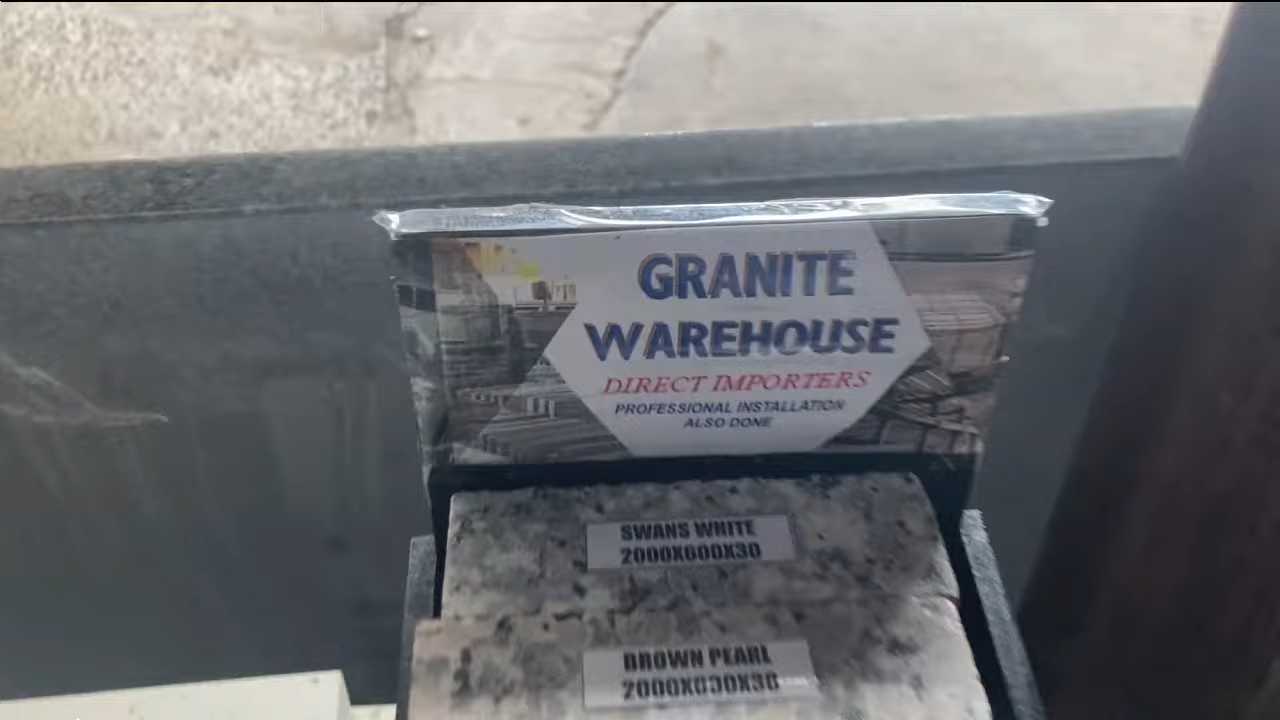 GRANITE
WAREHOUSE
DIRECT IMPORTERS
PROFESSIONAL INSTALLATION
ALSO DONE
SWANS WHITE
2000X600X30
BROWN PEARL